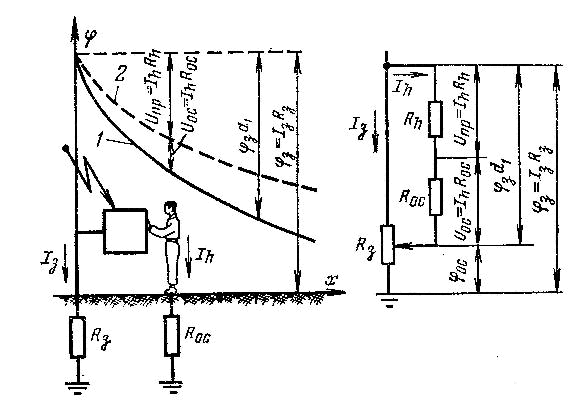 φ
2
1
Uпр=IhRh
Uос=IhRос
φзα1
φз=IзRз
Iз
Ih
x
Rз
Rос
Ih
Iз
Rh
Rос
Rз
Uпр=IhRh
Uос=IhRос
φос
φзα1
φз=IзRз